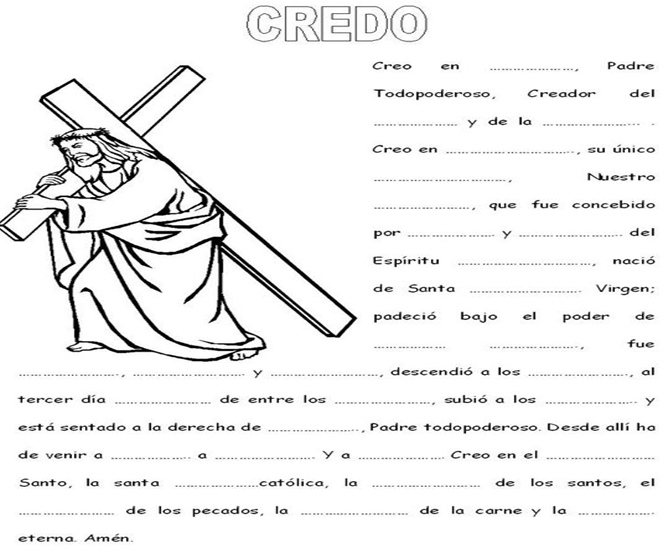 CREDO
Creo en ......................, Padre
Todopoderoso, Creador del
...................... y de la ...................... .
Creo en ............................, su único
............................, Nuestro
......................, que fue concebido
por ...................... y ...................... del
Espíritu ............................, nació
de Santa ...................... Virgen;
padeció bajo el poder de
...................... ......................, fue
......................, ...................... y ......................, descendió a los ......................, al
tercer día ...................... de entre los ......................, subió a los ...................... y
está sentado a la derecha de ......................, Padre todopoderoso. Desde allí ha
de venir a ...................... a ...................... Y a ...................... Creo en el ......................
Santo, la santa ......................católica, la ...................... de los santos, el
...................... de los pecados, la ...................... de la carne y la ......................
eterna. Amén.